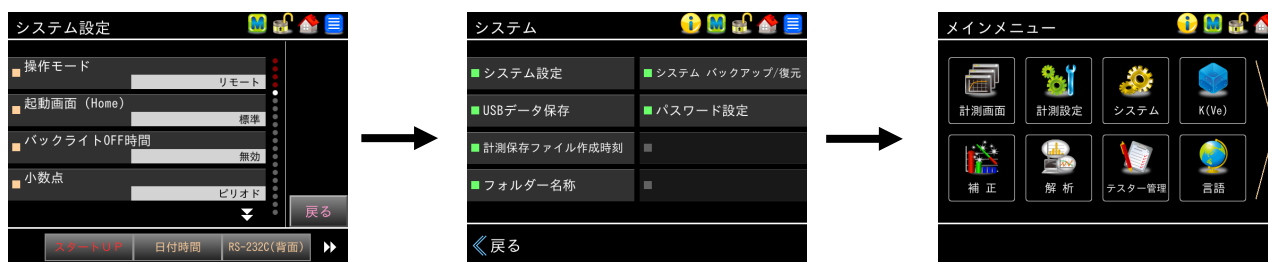 システム設定
M
操作モード
リモート
起動画面 (Home)
標準
バックライトOFF時間
無効
小数点
ピリオド
戻る
スタートUP
日付時間
RS-232C(背面)
システム
i
M
システム設定
システム バックアップ/復元
USBデータ保存
パスワード設定
計測保存ファイル作成時刻
フォルダー名称
戻る
メインメニュー
i
M
計測画面
計測設定
システム
K(Ve)
補 正
解 析
テスター管理
言語